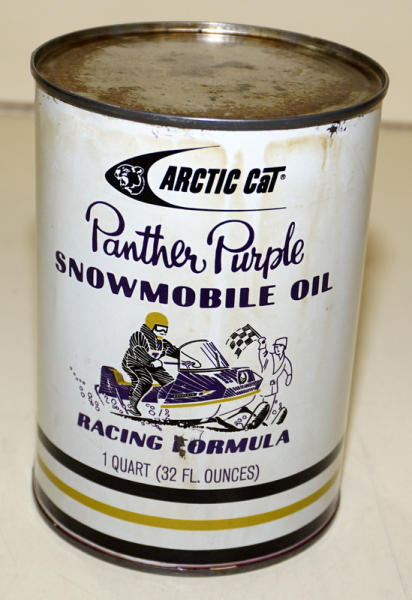 ARCTIC CaT®
Panther Purple
SNOWMOBILE OIL
RACING FORMULA
1 QUART (32 FL. OUNCES)